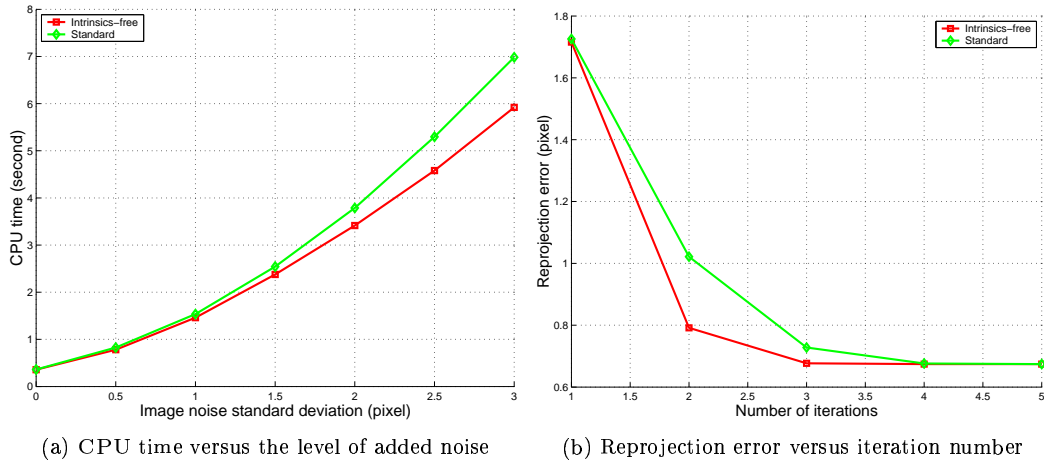 8
7
6
5
4
3
2
1
0
CPU time (second)
Intrinsics−free
Standard
0 0.5 1 1.5 2 2.5 3
Image noise standard deviation (pixel)
(a) CPU time versus the level of added noise
1.8
1.6
1.4
1.2
1
0.8
0.6
Reprojection error (pixel)
Intrinsics−free
Standard
1 1.5 2 2.5 3 3.5 4 4.5 5
Number of iterations
(b) Reprojection error versus iteration number